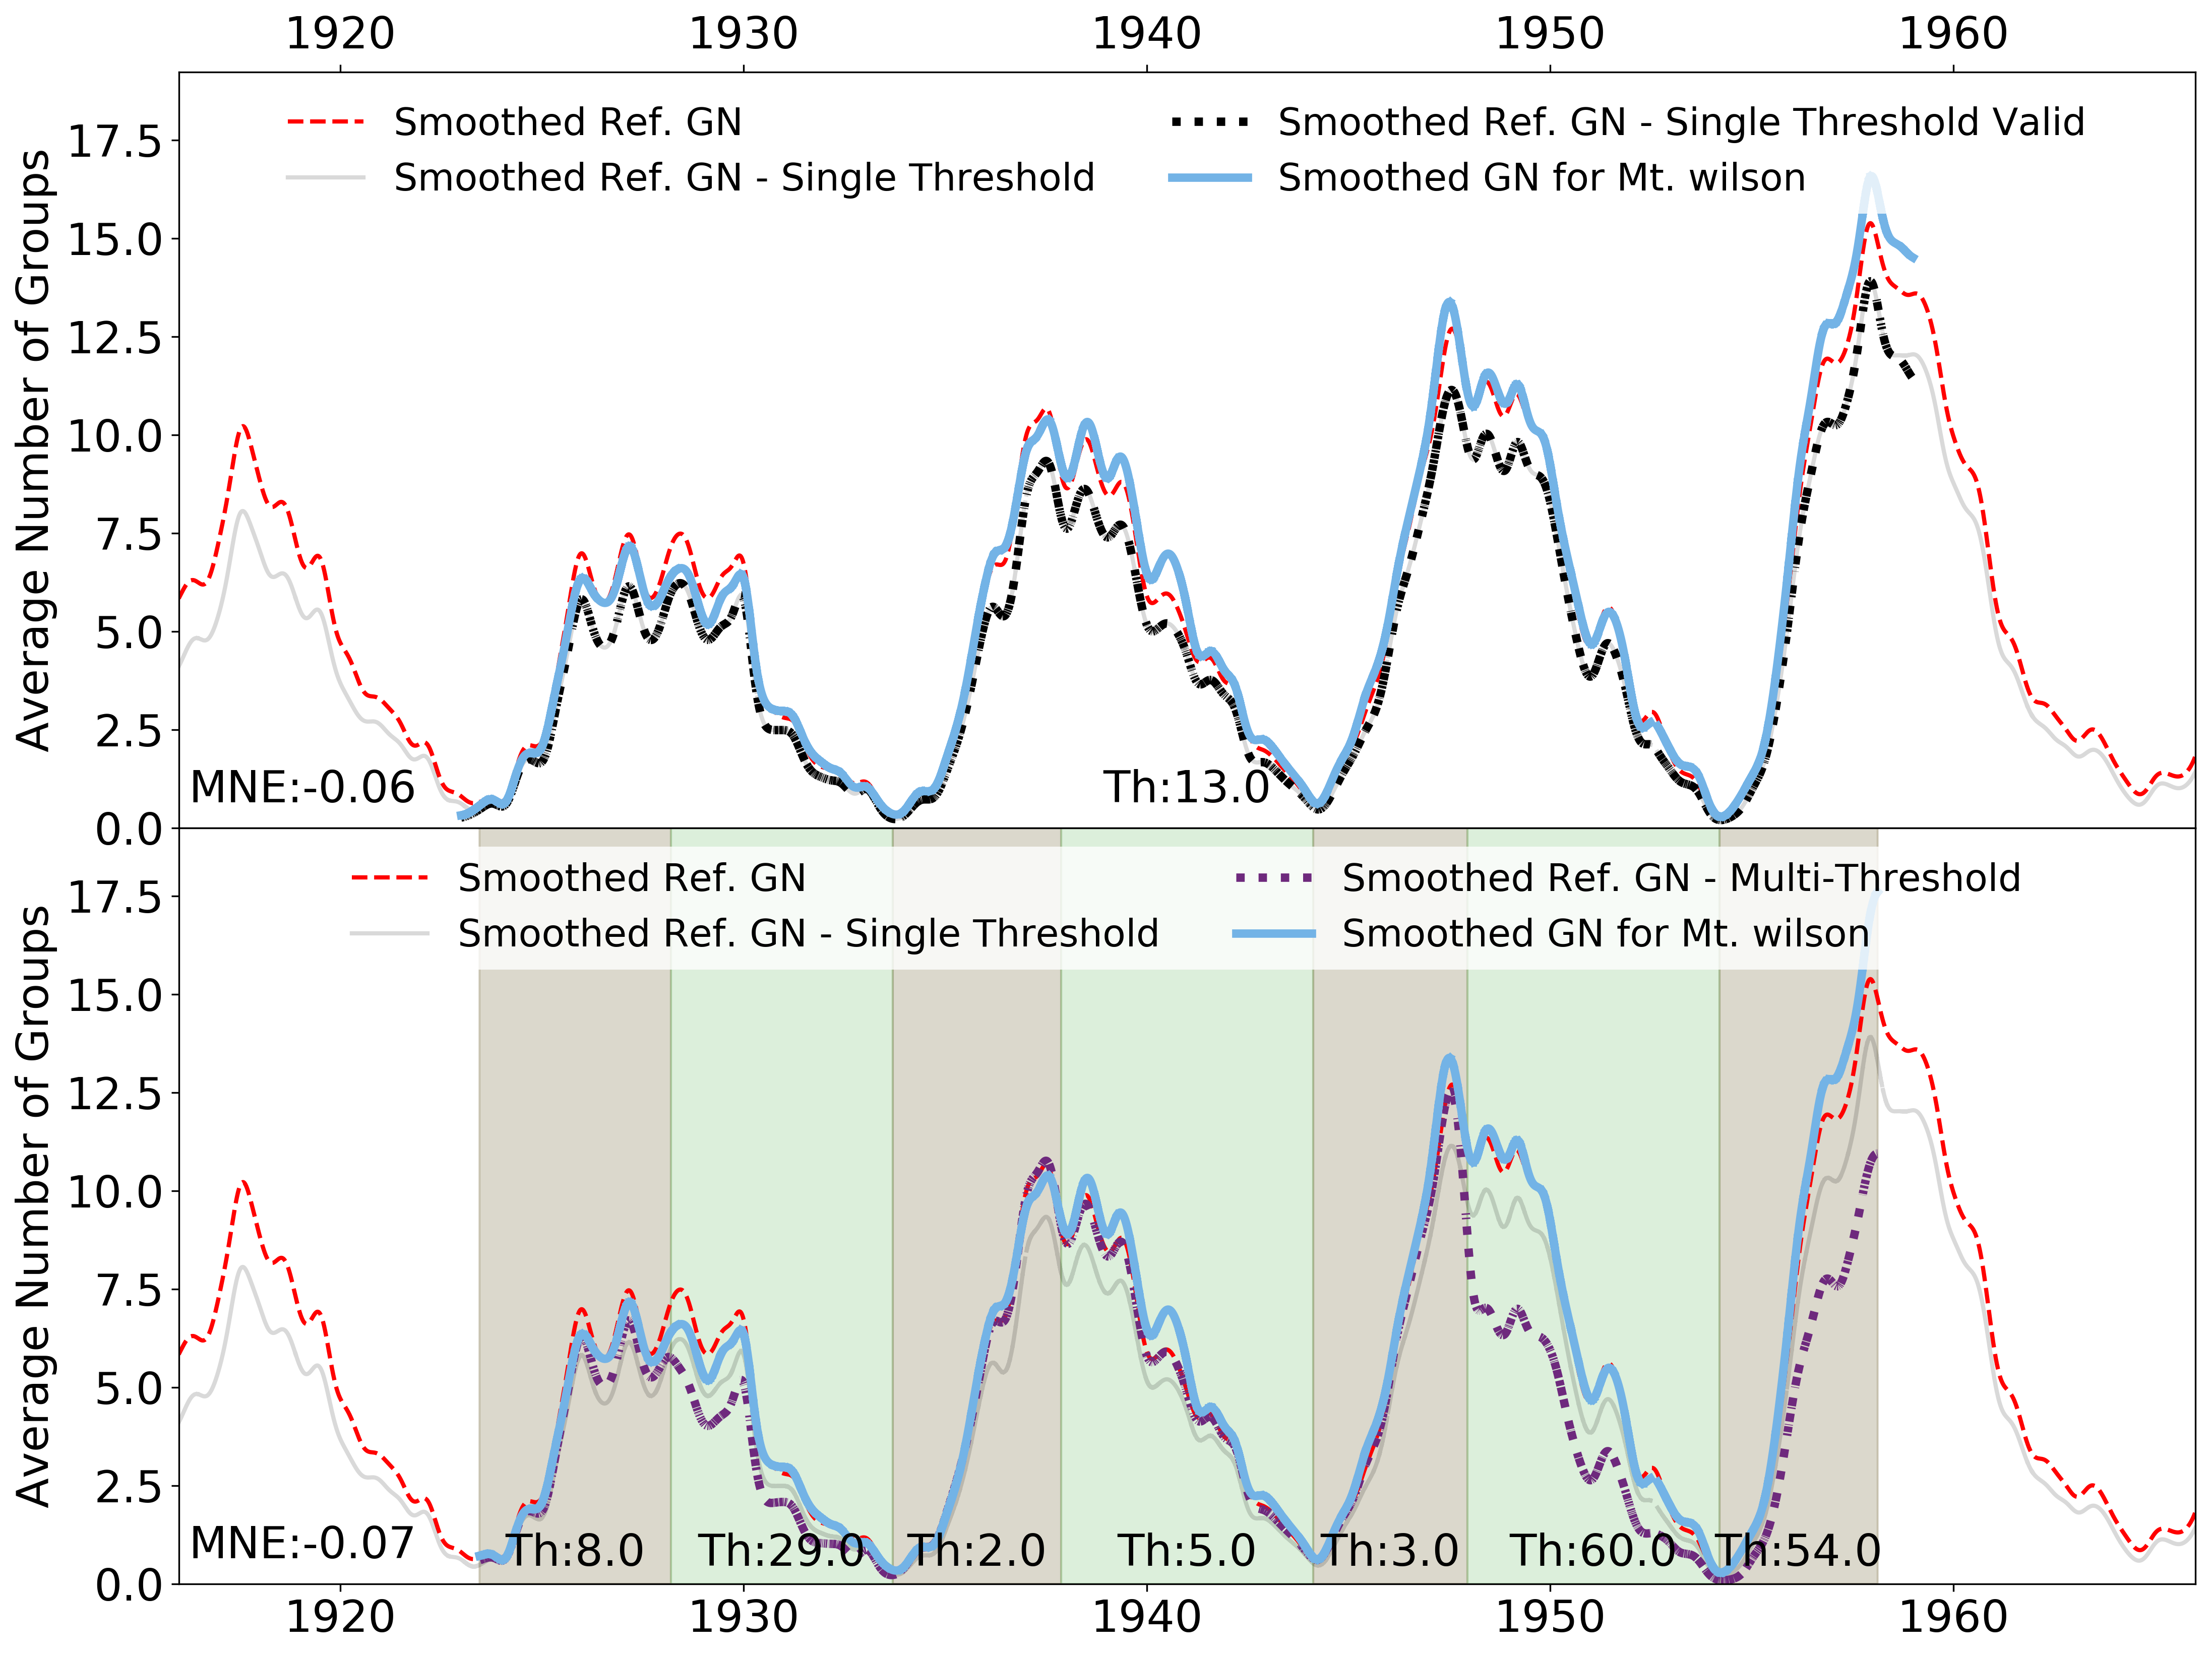 1920 1930 1940 1950 1960
Average Number of Groups
17.5
15.0
12.5
10.0
7.5
5.0
2.5
0.0
Smoothed Ref. GN
Smoothed Ref. GN - Single Threshold
Smoothed Ref. GN - Single Threshold Valid
Smoothed GN for Mt. wilson
MNE:-0.06
Th:13.0
Average Number of Groups
17.5
15.0
12.5
10.0
7.5
5.0
2.5
0.0
Smoothed Ref. GN
Smoothed Ref. GN - Single Threshold
Smoothed Ref. GN - Multi-Threshold
Smoothed GN for Mt. wilson
MNE:-0.07
Th:8.0
Th:29.0
Th:2.0
Th:5.0
Th:3.0
Th:60.0
Th:54.0
1920 1930 1940 1950 1960